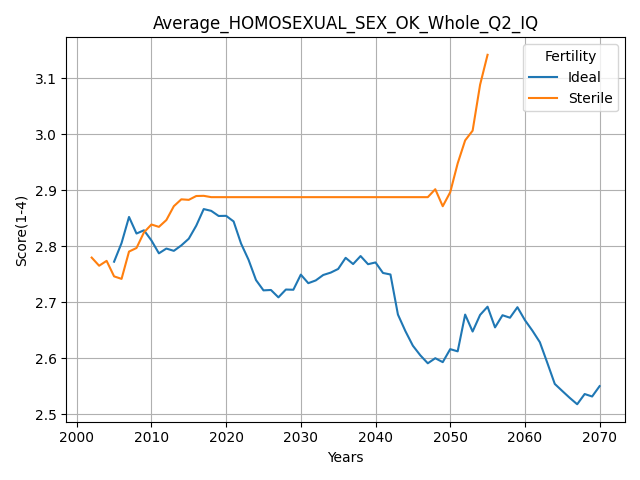 Average_HOMOSEXUAL_SEX_OK_Whole_Q2_IQ
Fertility
Ideal
Sterile
Score(1-4)
3.1
3.0
2.9
2.8
2.7
2.6
2.5
2000 2010 2020 2030 2040 2050 2060 2070
Years